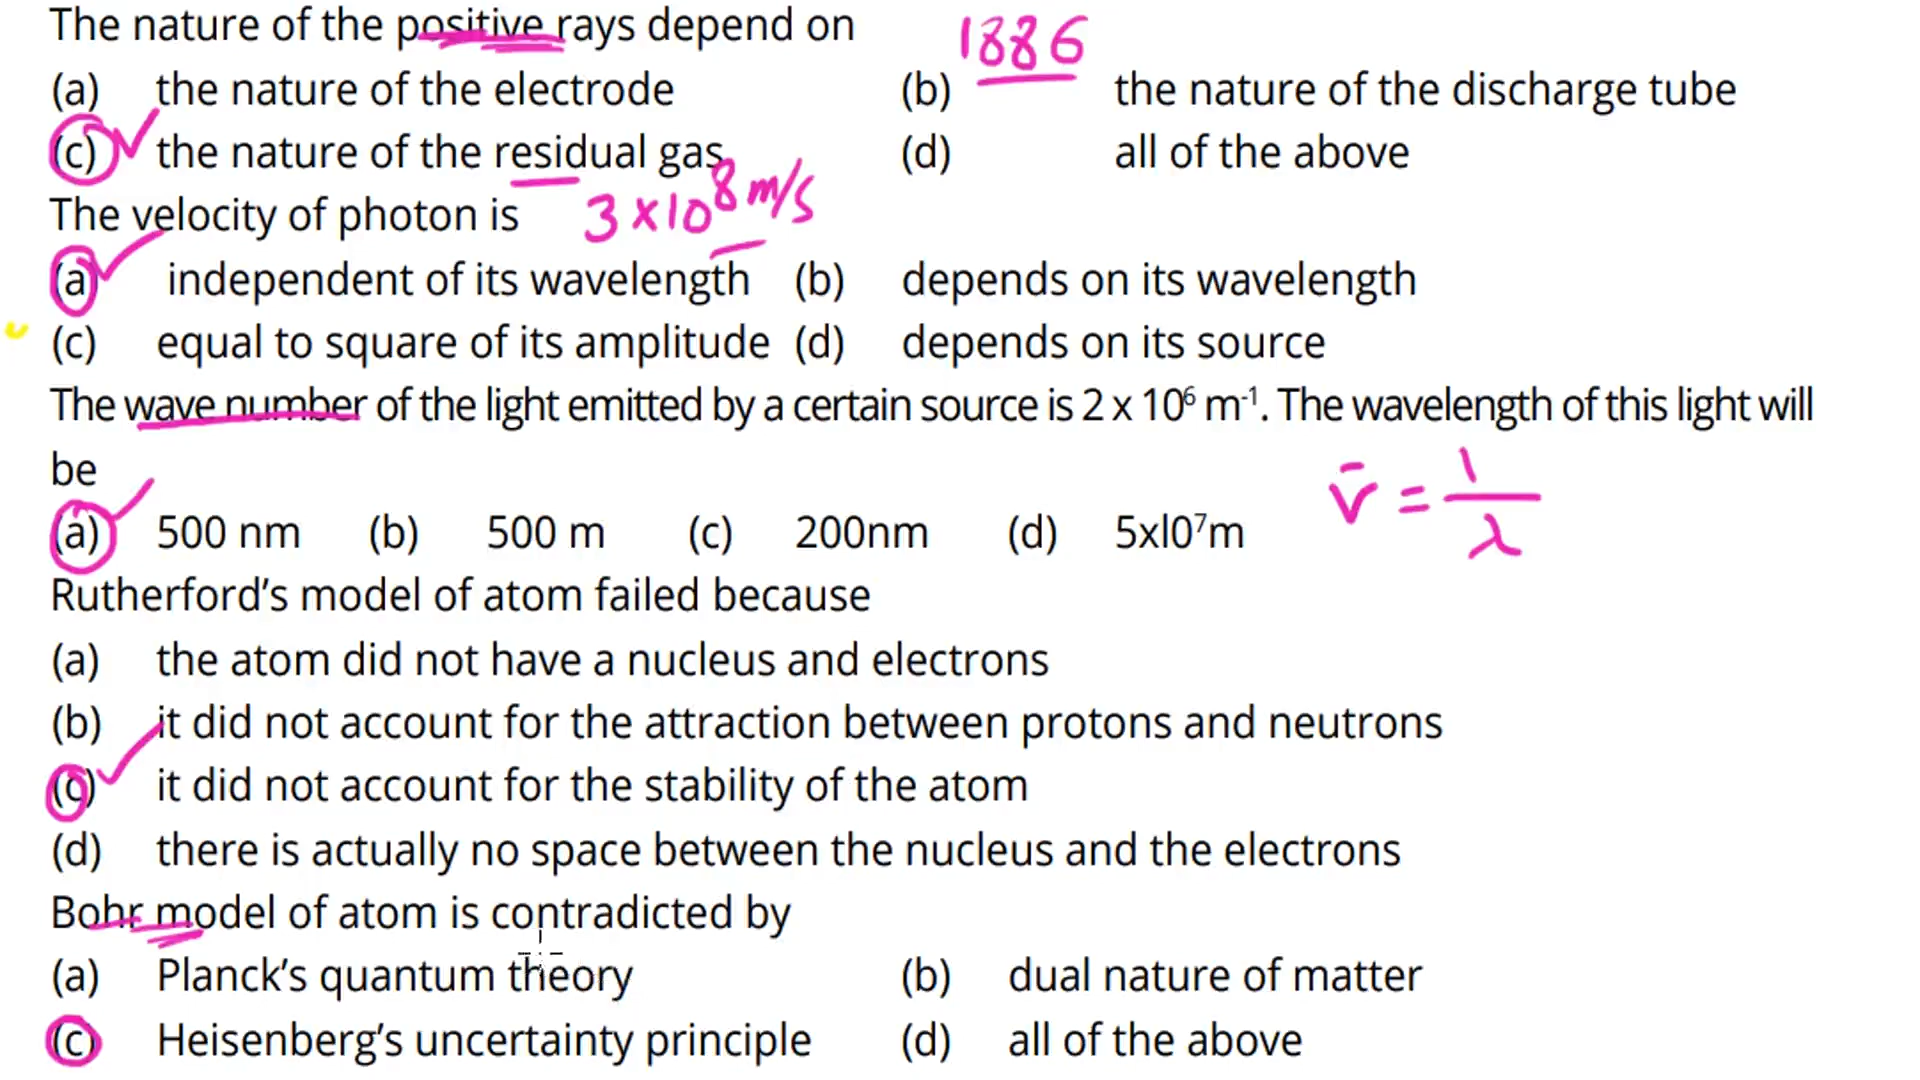 The nature of the positive rays depend on 1886
(a) the nature of the electrode (b) the nature of the discharge tube
(c) the nature of the residual gas (d) all of the above
The velocity of photon is 3 x 10⁸ m/s
(a) independent of its wavelength (b) depends on its wavelength
(c) equal to square of its amplitude (d) depends on its source
The wave number of the light emitted by a certain source is 2 x 10⁶ m⁻¹. The wavelength of this light will
be ν̄ = 1/λ
(a) 500 nm (b) 500 m (c) 200nm (d) 5xl0⁷m
Rutherford’s model of atom failed because
(a) the atom did not have a nucleus and electrons
(b) it did not account for the attraction between protons and neutrons
(c) it did not account for the stability of the atom
(d) there is actually no space between the nucleus and the electrons
Bohr model of atom is contradicted by
(a) Planck’s quantum theory (b) dual nature of matter
(c) Heisenberg’s uncertainty principle (d) all of the above